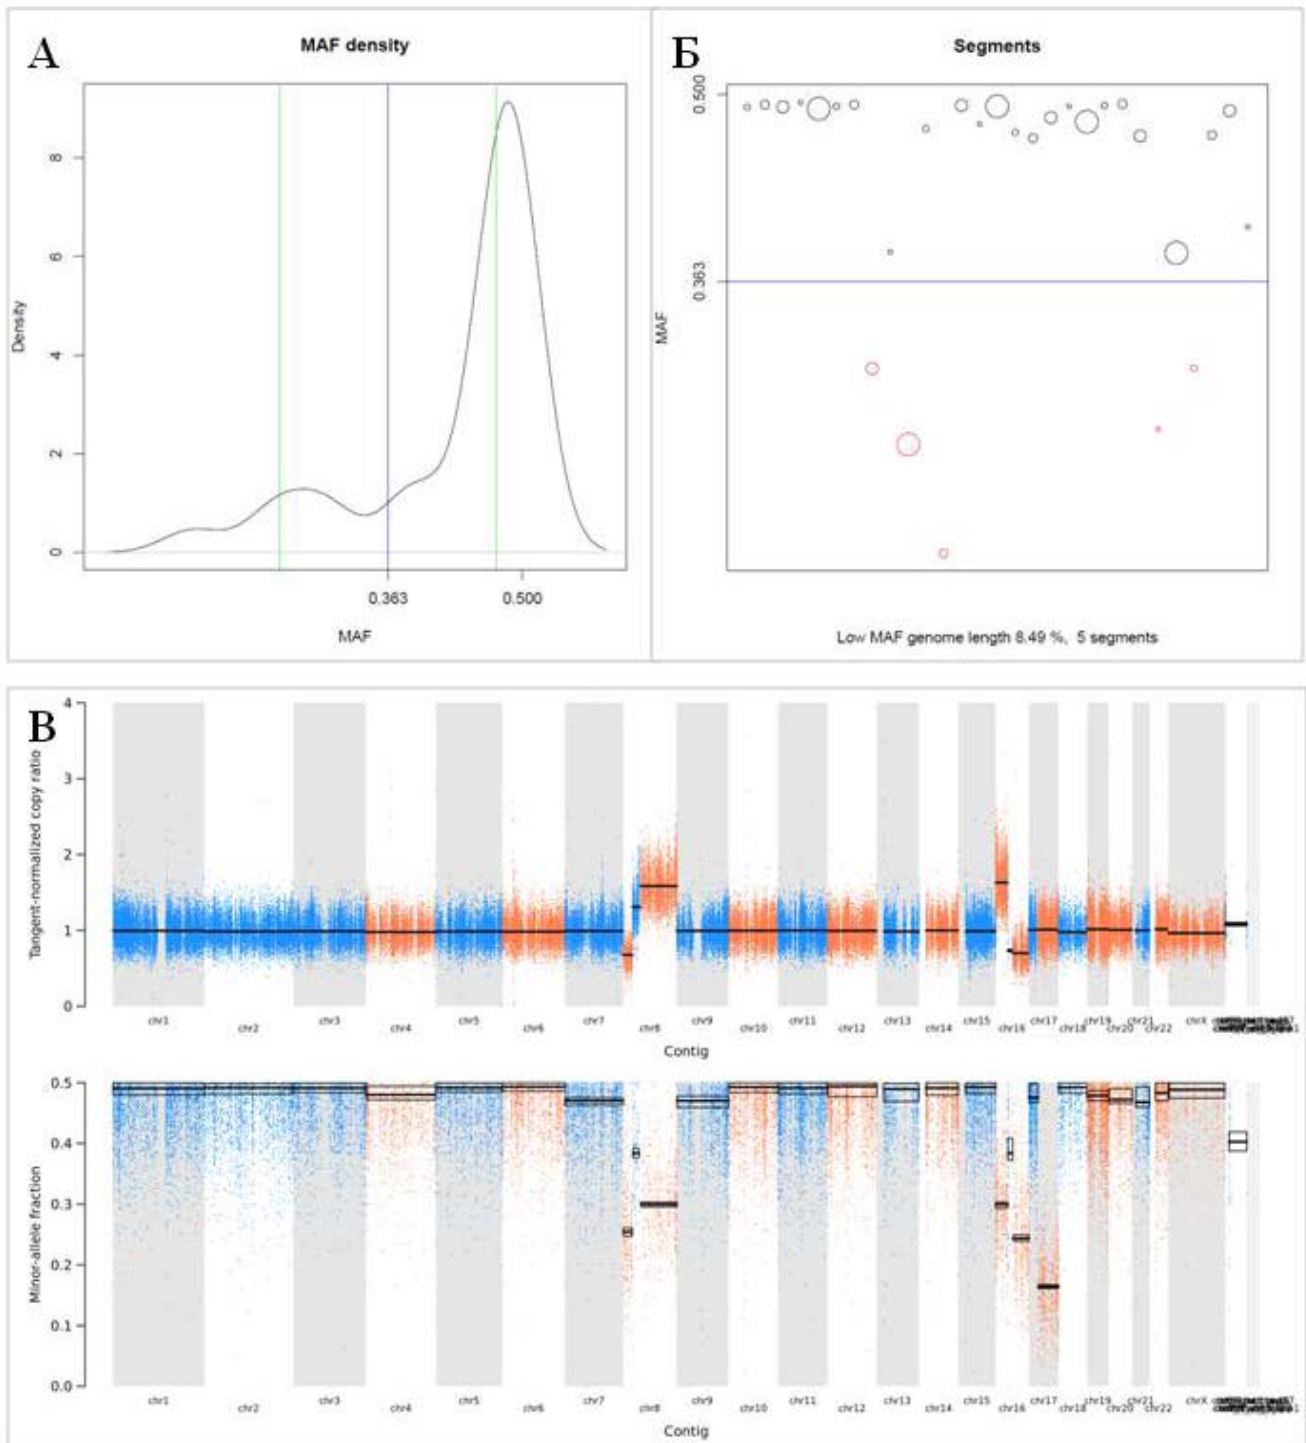 А
MAF density
Density
0
2
4
6
8
0.363
0.500
MAF
Б
Segments
MAF
0.363
0.500
Low MAF genome length 8.49 %, 5 segments
В
Tangent-normalized copy ratio
4
3
2
1
0
chr1 chr2 chr3 chr4 chr5 chr6 chr7 chr8 chr9 chr10 chr11 chr12 chr13 chr14 chr15 chr16 chr17 chr18 chr19 chr20 chr21 chr22 chrX
Contig
Minor-allele fraction
0.5
0.4
0.3
0.2
0.1
0.0
chr1 chr2 chr3 chr4 chr5 chr6 chr7 chr8 chr9 chr10 chr11 chr12 chr13 chr14 chr15 chr16 chr17 chr18 chr19 chr20 chr21 chr22 chrX
Contig